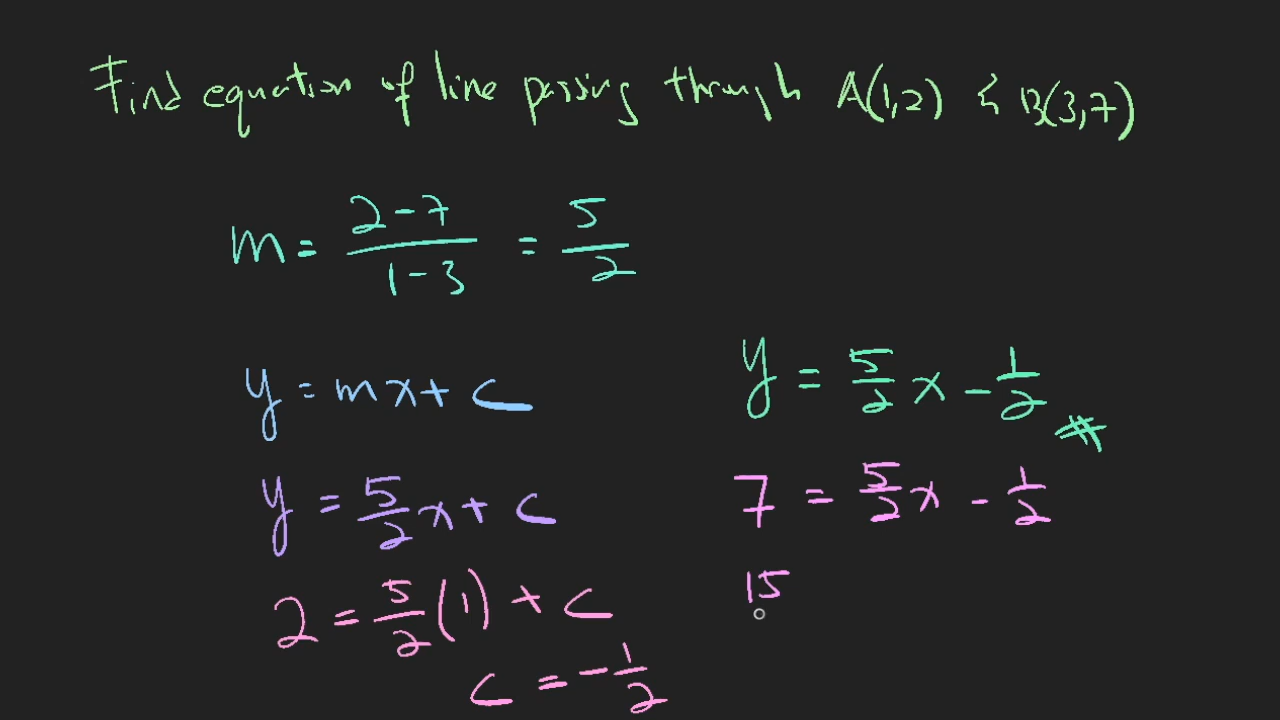 Find equation of line passing through A(1,2) & B(3,7)
m = (2-7)/(1-3) = 5/2
y = mx + c
y = 5/2 x + c
2 = 5/2 (1) + c
c = -1/2
y = 5/2 x - 1/2
7 = 5/2 x - 1/2
15